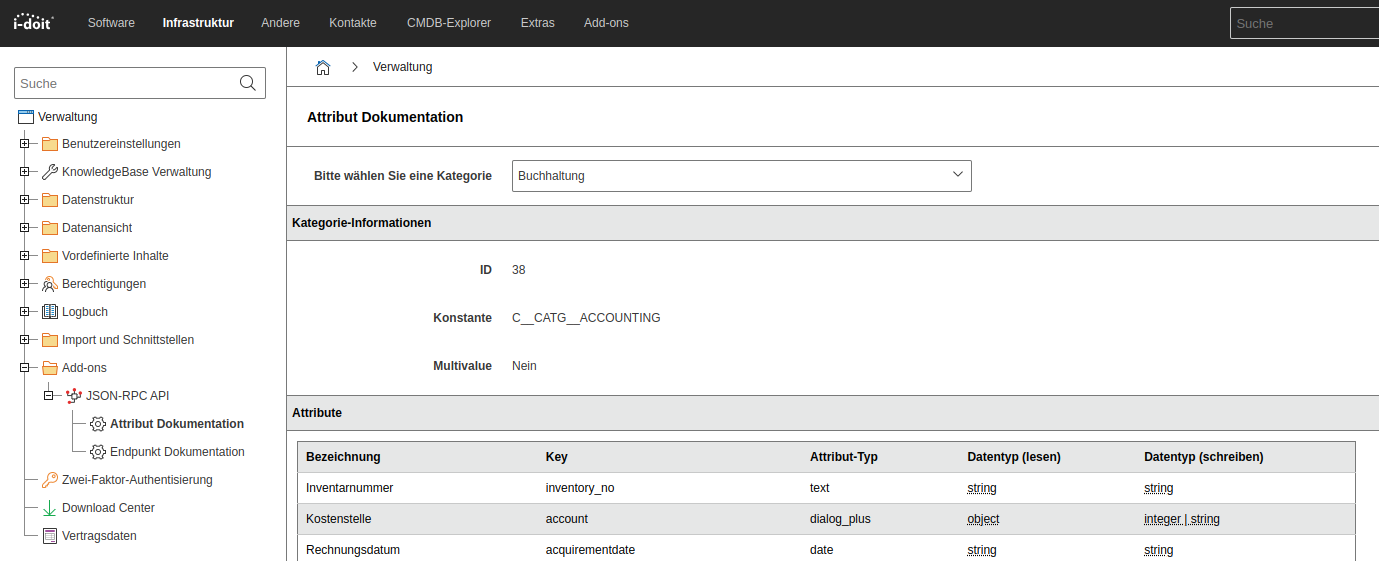 i-doit Software Infrastruktur Andere Kontakte CMDB-Explorer Extras Add-ons Suche
Suche
Verwaltung
Benutzereinstellungen
KnowledgeBase Verwaltung
Datenstruktur
Datenansicht
Vordefinierte Inhalte
Berechtigungen
Logbuch
Import und Schnittstellen
Add-ons
JSON-RPC API
Attribut Dokumentation
Endpunkt Dokumentation
Zwei-Faktor-Authentisierung
Download Center
Vertragsdaten
Verwaltung
Attribut Dokumentation
Bitte wählen Sie eine Kategorie Buchhaltung
Kategorie-Informationen
ID 38
Konstante C__CATG__ACCOUNTING
Multivalue Nein
Attribute
Bezeichnung Key Attribut-Typ Datentyp (lesen) Datentyp (schreiben)
Inventarnummer inventory_no text string string
Kostenstelle account dialog_plus object integer | string
Rechnungsdatum acquirementdate date string string